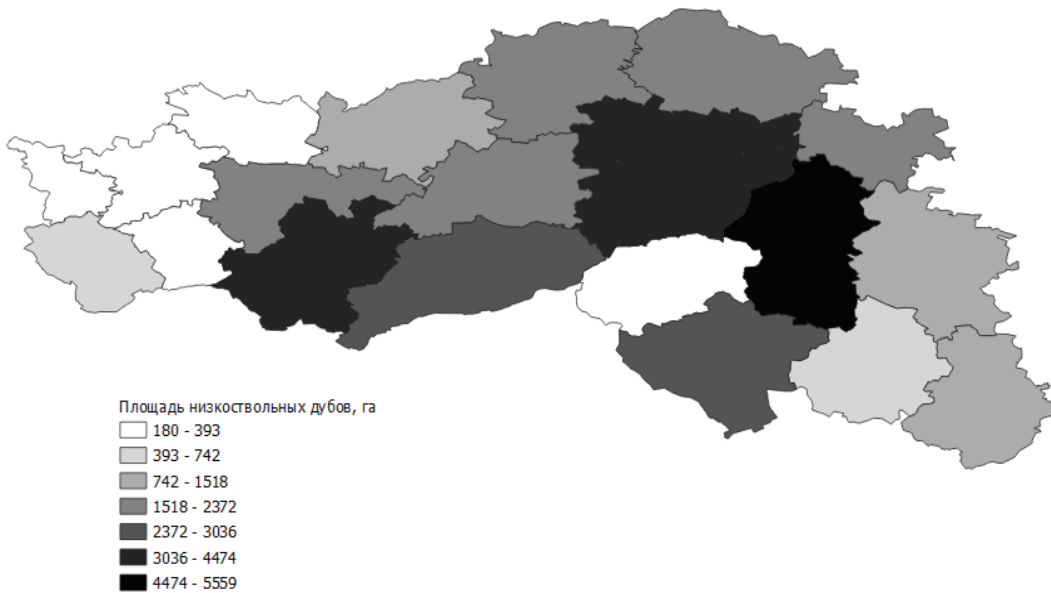 Площадь низкоствольных дубов, га
180 - 393
393 - 742
742 - 1518
1518 - 2372
2372 - 3036
3036 - 4474
4474 - 5559